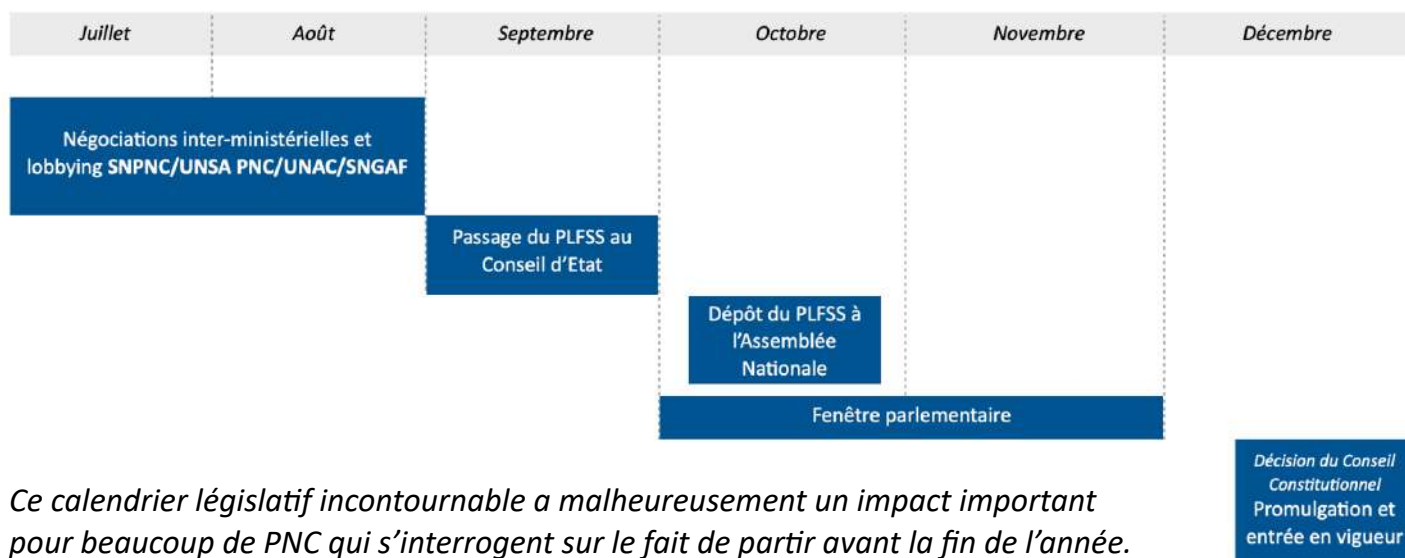 Juillet
Août
Septembre
Octobre
Novembre
Décembre
Négociations inter-ministérielles et
lobbying SNPNC/UNSA PNC/UNAC/SNGAF
Passage du PLFSS au
Conseil d’Etat
Dépôt du PLFSS à
l’Assemblée
Nationale
Fenêtre parlementaire
Décision du Conseil
Constitutionnel
Promulgation et
entrée en vigueur
Ce calendrier législatif incontournable a malheureusement un impact important
pour beaucoup de PNC qui s’interrogent sur le fait de partir avant la fin de l’année.